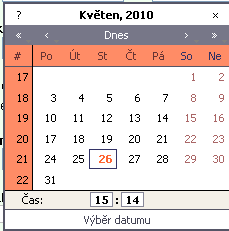 ? Květen, 2010 ×
« ‹ Dnes › »
# Po Út St Čt Pá So Ne
17 1 2
18 3 4 5 6 7 8 9
19 10 11 12 13 14 15 16
20 17 18 19 20 21 22 23
21 24 25 26 27 28 29 30
22 31
Čas: 15 : 14
Výběr datumu